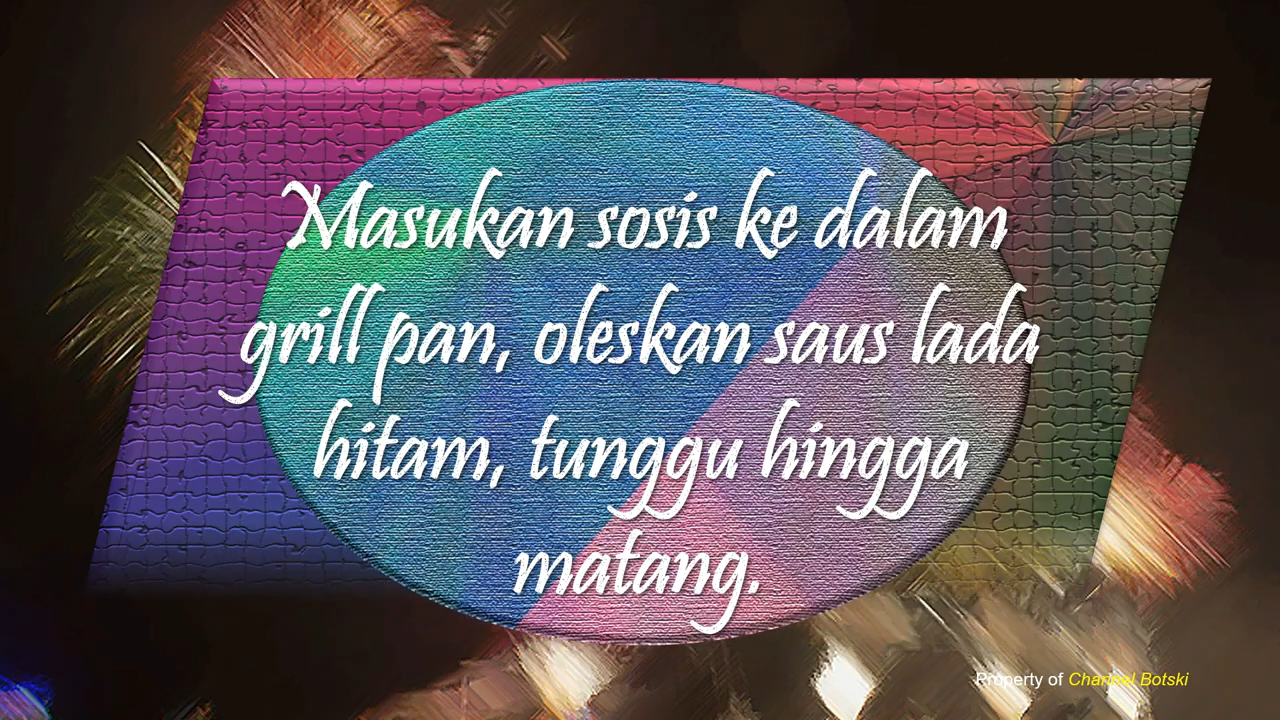 Masukan sosis ke dalam
grill pan, oleskan saus lada
hitam, tunggu hingga
matang.
Property of Channel Botski